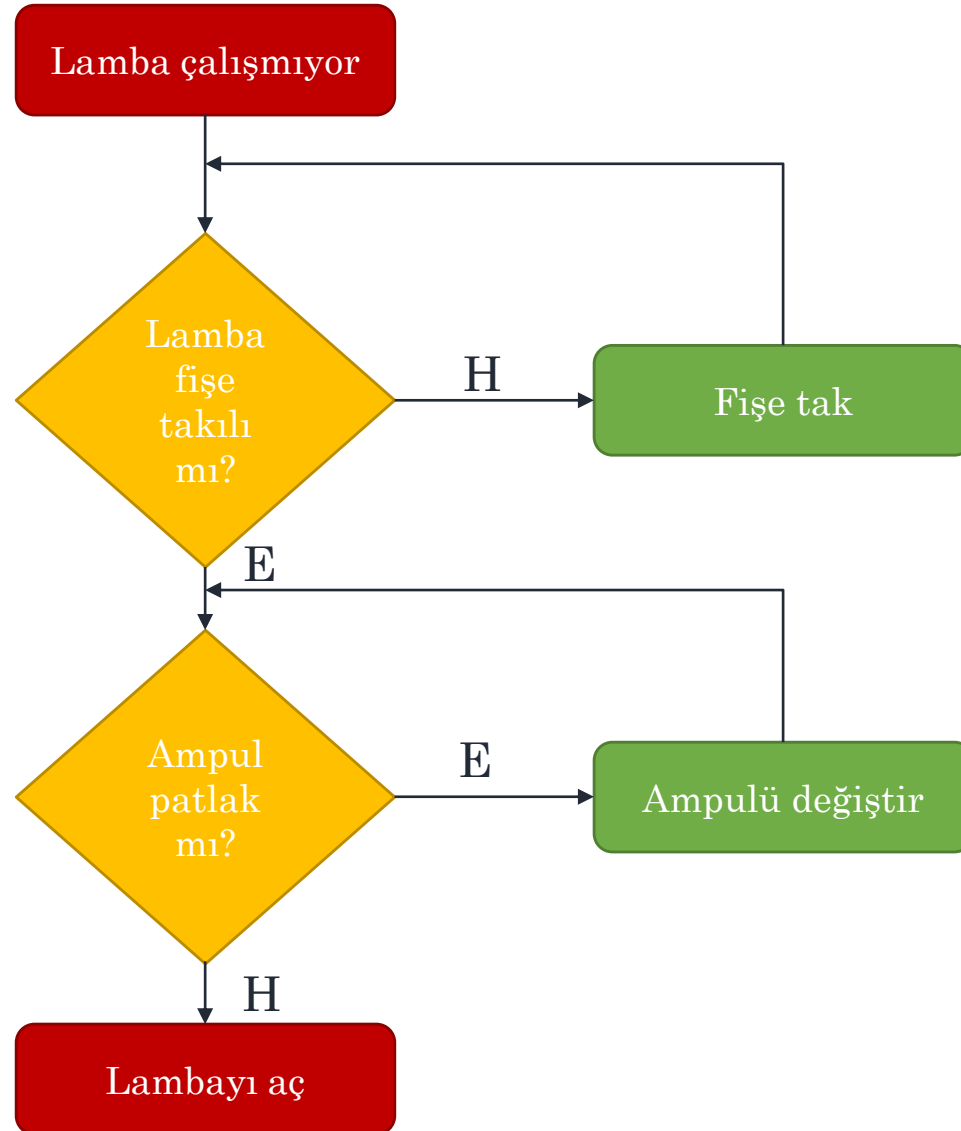 Lamba çalışmıyor
Lamba
fişe
takılı
mı?
H
Fişe tak
E
Ampul
patlak
mı?
E
Ampulü değiştir
H
Lambayı aç